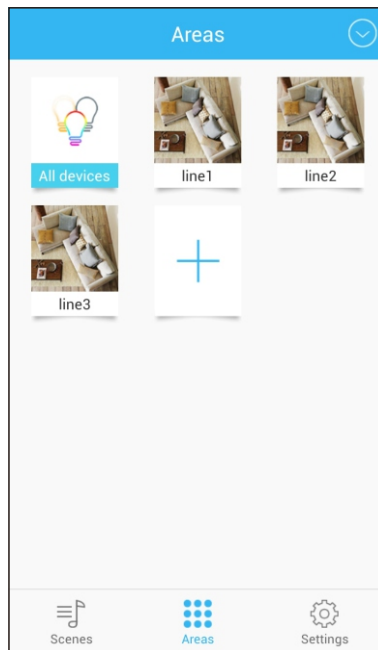 Areas
All devices
line1
line2
line3
Scenes
Areas
Settings